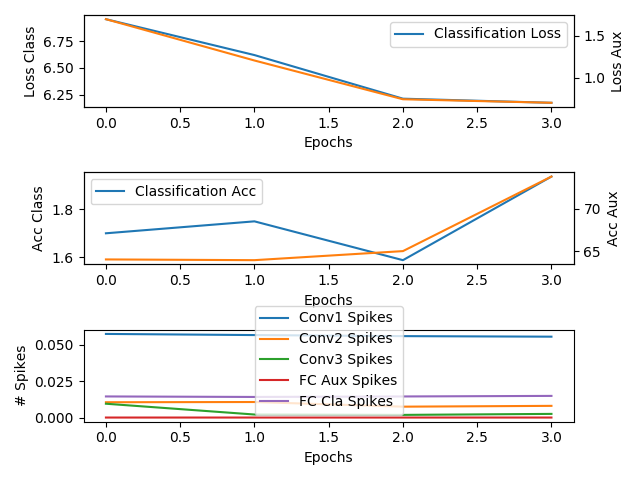 Loss Class
6.75
6.50
6.25
Classification Loss
1.5
1.0
Loss Aux
0.0 0.5 1.0 1.5 2.0 2.5 3.0
Epochs
Acc Class
1.8
1.6
Classification Acc
70
65
Acc Aux
0.0 0.5 1.0 1.5 2.0 2.5 3.0
Epochs
# Spikes
0.050
0.025
0.000
Conv1 Spikes
Conv2 Spikes
Conv3 Spikes
FC Aux Spikes
FC Cla Spikes
0.0 0.5 1.0 1.5 2.0 2.5 3.0
Epochs